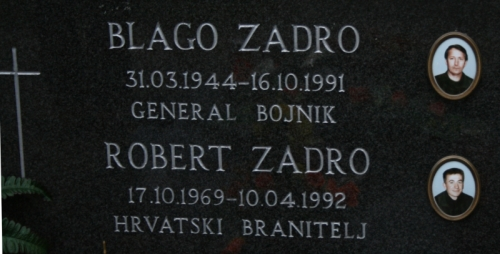 BLAGO ZADRO
31.03.1944–16.10.1991
GENERAL BOJNIK
ROBERT ZADRO
17.10.1969–10.04.1992
HRVATSKI BRANITELJ